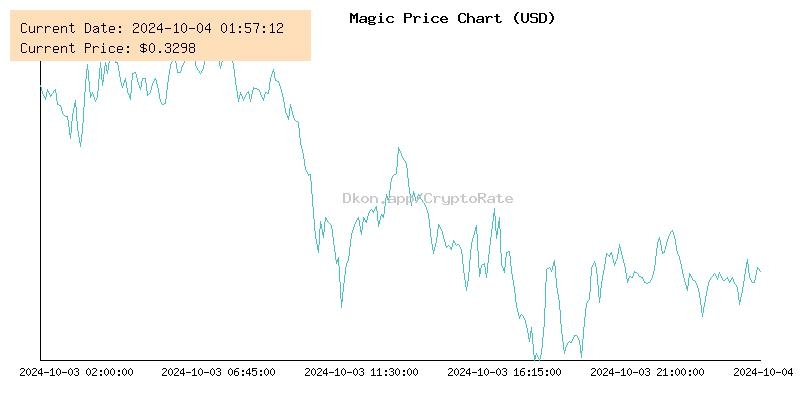 Magic Price Chart (USD)
Current Date: 2024-10-04 01:57:12
Current Price: $0.3298
Dkon.app/CryptoRate
2024-10-03 02:00:00 2024-10-03 06:45:00 2024-10-03 11:30:00 2024-10-03 16:15:00 2024-10-03 21:00:00 2024-10-04